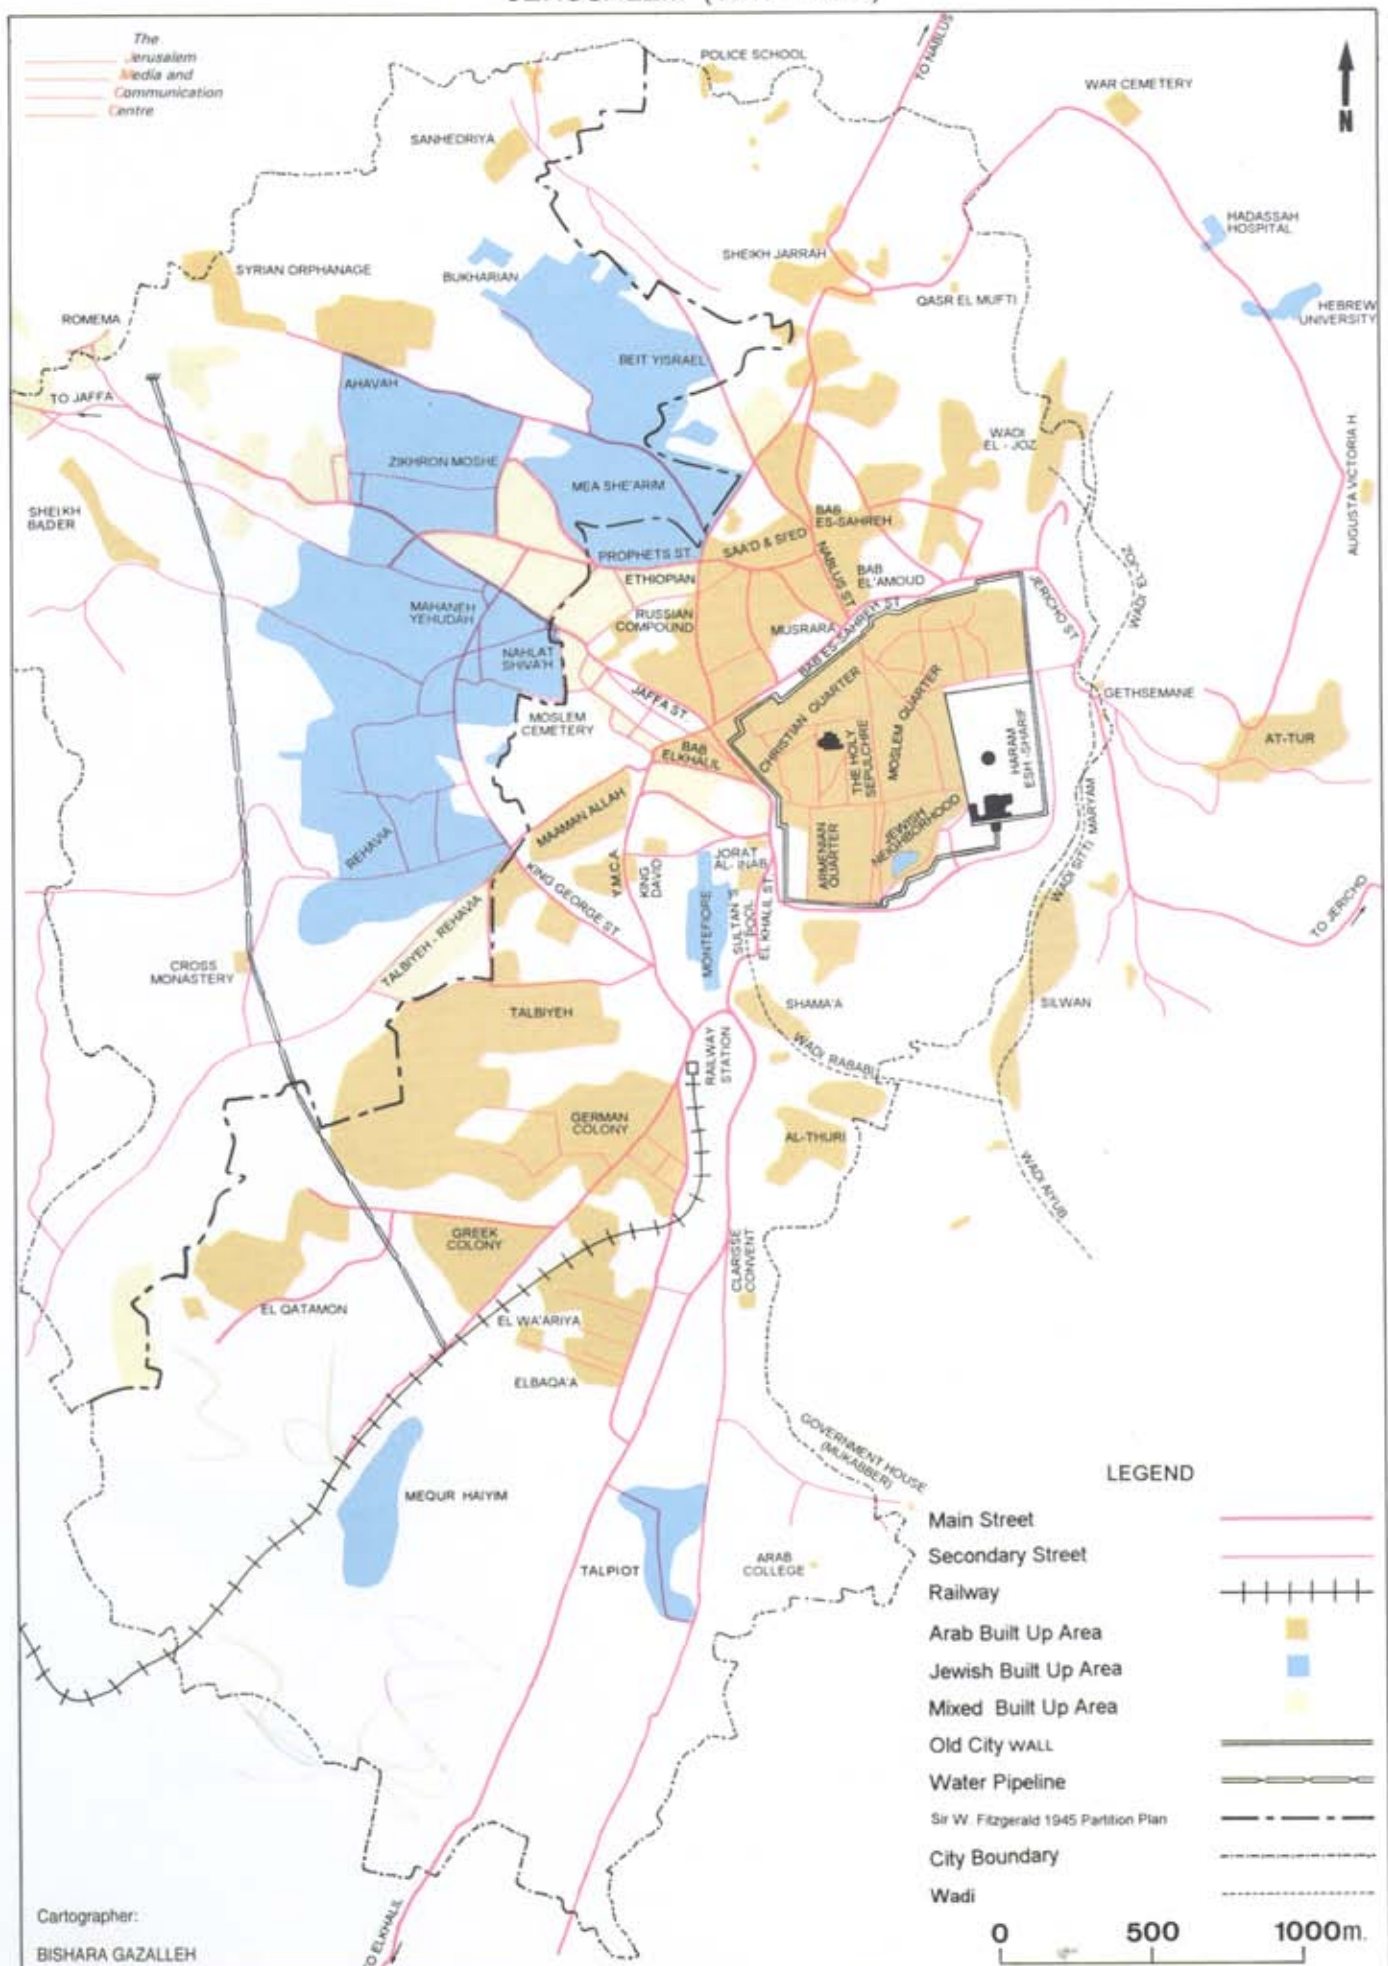 The
Jerusalem
Media and
Communication
Centre
POLICE SCHOOL
TO NABLUS
WAR CEMETERY
N
SANHEDRIYA
HADASSAH
HOSPITAL
SHEIKH JARRAH
SYRIAN ORPHANAGE
BUKHARIAN
QASR EL MUFTI
HEBREW
UNIVERSITY
ROMEMA
BEIT YISRAEL
AHAVAH
TO JAFFA
WADI
EL - JOZ
AUGUSTA VICTORIA H.
ZIKHRON MOSHE
MEA SHE'ARIM
SHEIKH
BADER
BAB
ES-SAHREH
SAA'D & SI'ED
PROPHETS ST.
NABLUS ST
BAB
EL'AMOUD
WADI EL-JOZ
ETHIOPIAN
JERICHO ST
MAHANEH
YEHUDAH
RUSSIAN
COMPOUND
MUSRARA
BAB ES-SAHREH ST
NAHLAT
SHIVA'H
JAFFA ST.
CHRISTIAN QUARTER
MOSLEM QUARTER
GETHSEMANE
MOSLEM
CEMETERY
BAB
ELKHALIL
THE HOLY
SEPULCHRE
HARAM
ESH -SHARIF
AT-TUR
MAAMAN ALLAH
JEWISH
NEIGHBORHOOD
ARMENIAN
QUARTER
REHAVIA
JORAT
AL- INAB
Y.M.C.A.
KING
DAVID
KING GEORGE ST.
MONTEFIORE
SULTAN'S
POOL
EL KHALIL ST.
WADI SITTI MARYAM
TO JERICHO
TALBIYEH - REHAVIA
CROSS
MONASTERY
TALBIYEH
SHAMA'A
SILWAN
RAILWAY
STATION
WADI RABABI
GERMAN
COLONY
AL-THURI
WADI AIYUB
GREEK
COLONY
CLARISSE
CONVENT
EL QATAMON
EL WA'ARIYA
ELBAQA'A
GOVERNMENT HOUSE
(MUKABBER)
MEQUR HAIYIM
TALPIOT
ARAB
COLLEGE
TO ELKHALIL
LEGEND
Main Street
Secondary Street
Railway
Arab Built Up Area
Jewish Built Up Area
Mixed Built Up Area
Old City WALL
Water Pipeline
Sir W. Fitzgerald 1945 Partition Plan
City Boundary
Wadi
0 500 1000m.
Cartographer:
BISHARA GAZALLEH